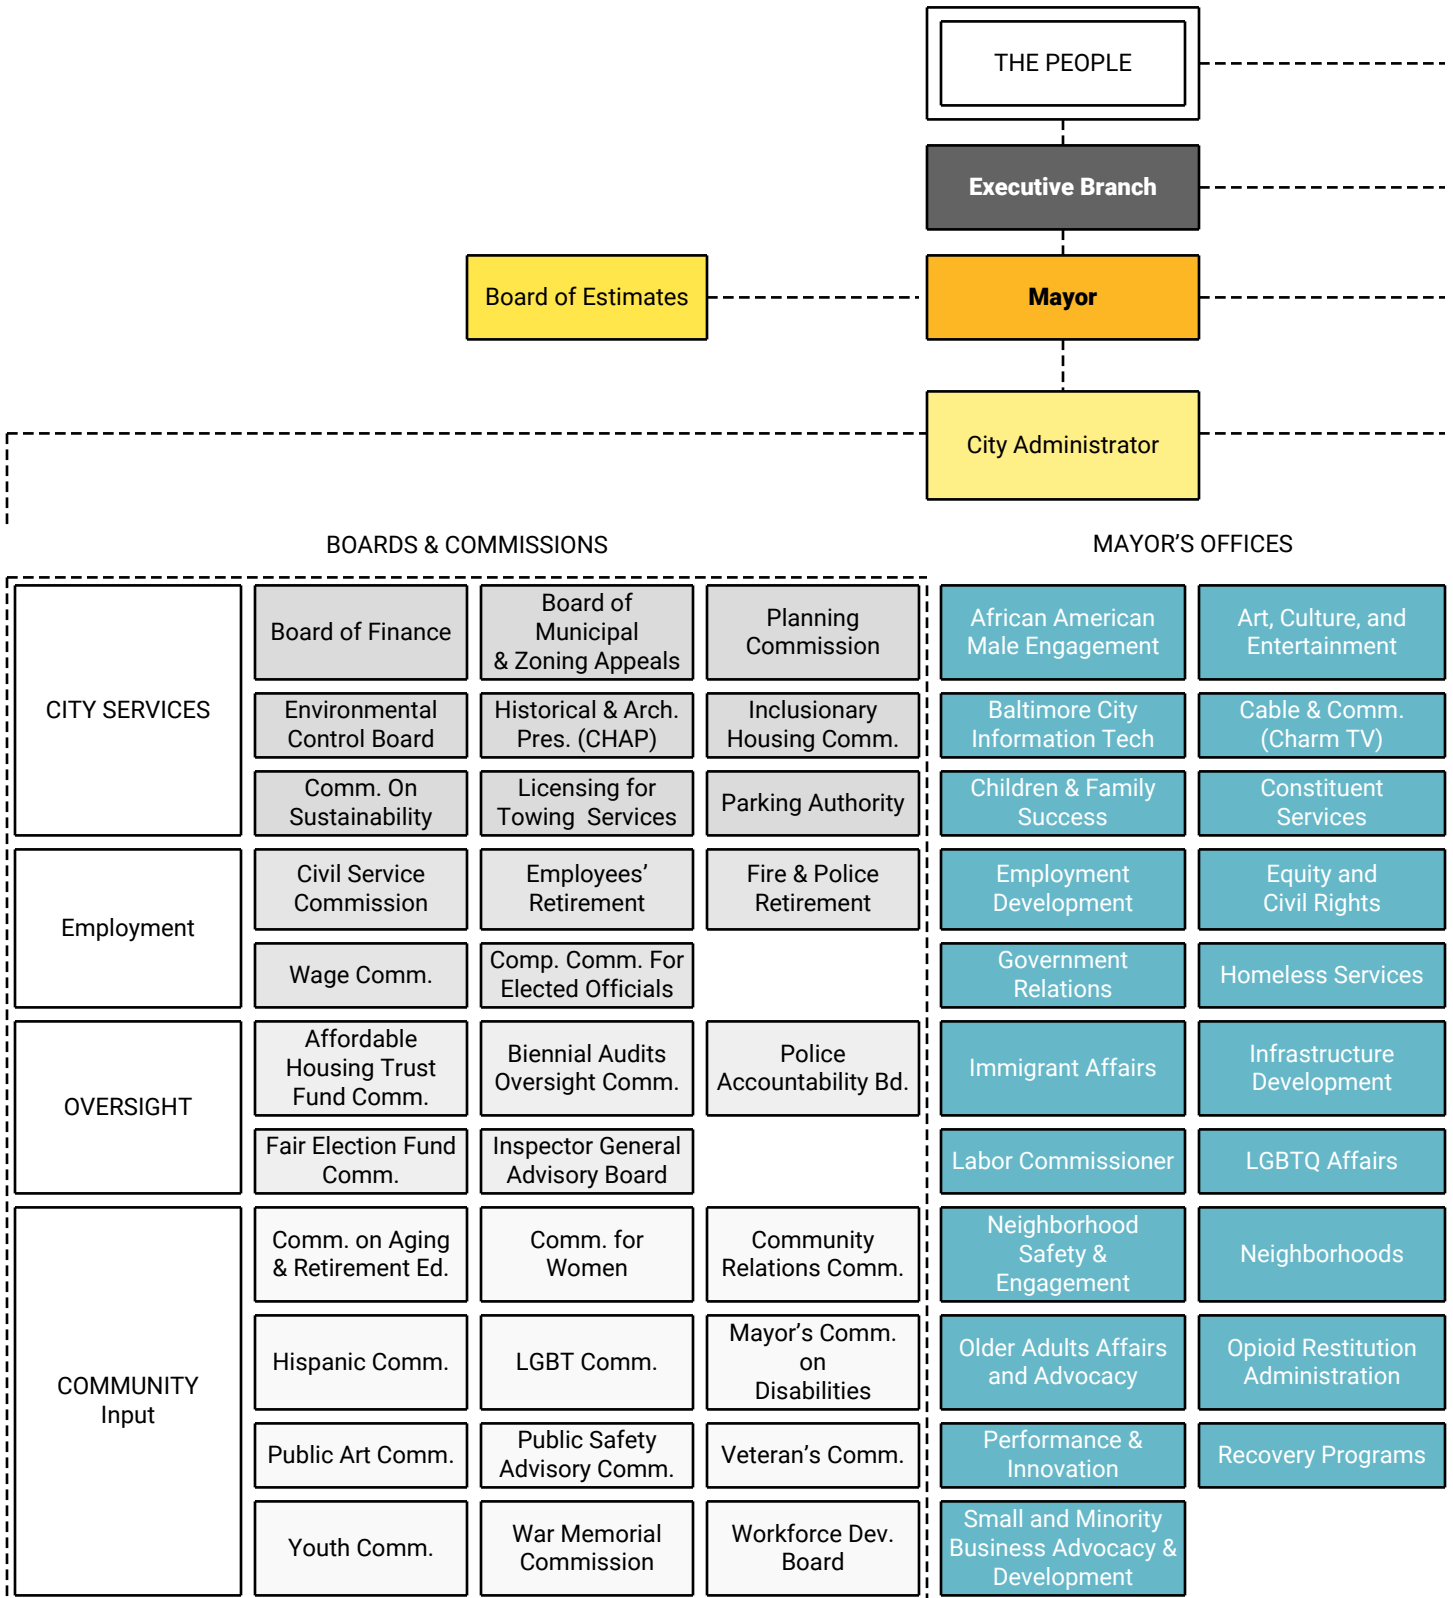 THE PEOPLE
Executive Branch
Board of Estimates
Mayor
City Administrator
BOARDS & COMMISSIONS
MAYOR’S OFFICES
CITY SERVICES
Board of Finance
Board of
Municipal
& Zoning Appeals
Planning
Commission
Environmental
Control Board
Historical & Arch.
Pres. (CHAP)
Inclusionary
Housing Comm.
Comm. On
Sustainability
Licensing for
Towing  Services
Parking Authority
Employment
Civil Service
Commission
Employees’
Retirement
Fire & Police
Retirement
Wage Comm.
Comp. Comm. For
Elected Officials
OVERSIGHT
Affordable
Housing Trust
Fund Comm.
Biennial Audits
Oversight Comm.
Police
Accountability Bd.
Fair Election Fund
Comm.
Inspector General
Advisory Board
COMMUNITY
Input
Comm. on Aging
& Retirement Ed.
Comm. for
Women
Community
Relations Comm.
Hispanic Comm.
LGBT Comm.
Mayor’s Comm.
on
Disabilities
Public Art Comm.
Public Safety
Advisory Comm.
Veteran’s Comm.
Youth Comm.
War Memorial
Commission
Workforce Dev.
Board
African American
Male Engagement
Art, Culture, and
Entertainment
Baltimore City
Information Tech
Cable & Comm.
(Charm TV)
Children & Family
Success
Constituent
Services
Employment
Development
Equity and
Civil Rights
Government
Relations
Homeless Services
Immigrant Affairs
Infrastructure
Development
Labor Commissioner
LGBTQ Affairs
Neighborhood
Safety &
Engagement
Neighborhoods
Older Adults Affairs
and Advocacy
Opioid Restitution
Administration
Performance &
Innovation
Recovery Programs
Small and Minority
Business Advocacy &
Development